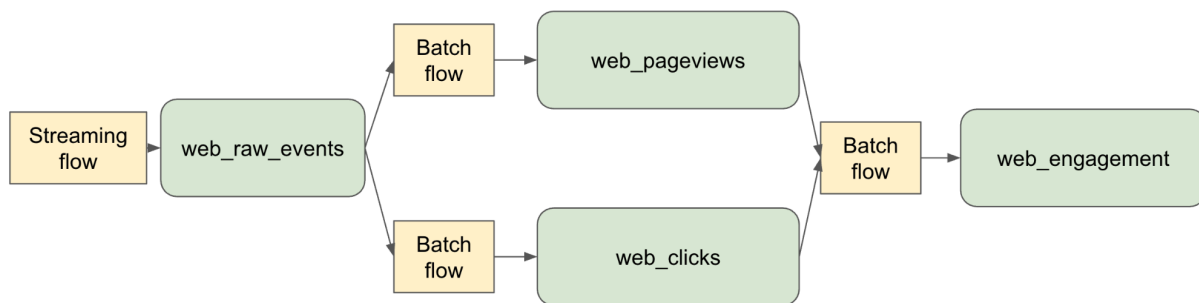 Streaming
flow
web_raw_events
Batch
flow
web_pageviews
Batch
flow
web_clicks
Batch
flow
web_engagement